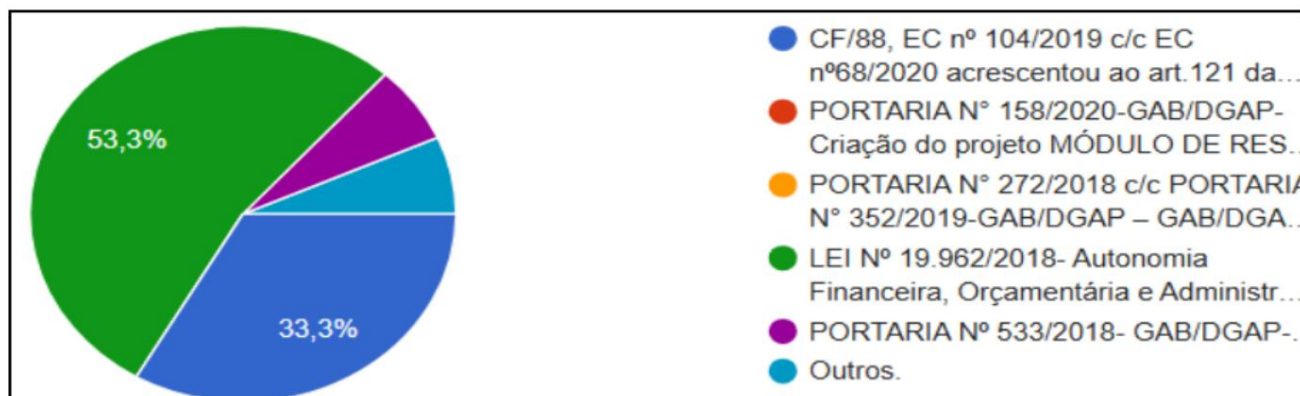 53,3%
33,3%
CF/88, EC nº 104/2019 c/c EC
nº68/2020 acrescentou ao art.121 da...
PORTARIA N° 158/2020-GAB/DGAP-
Criação do projeto MÓDULO DE RES...
PORTARIA N° 272/2018 c/c PORTARIA
N° 352/2019-GAB/DGAP – GAB/DGA...
LEI Nº 19.962/2018- Autonomia
Financeira, Orçamentária e Administr...
PORTARIA Nº 533/2018- GAB/DGAP-...
Outros.